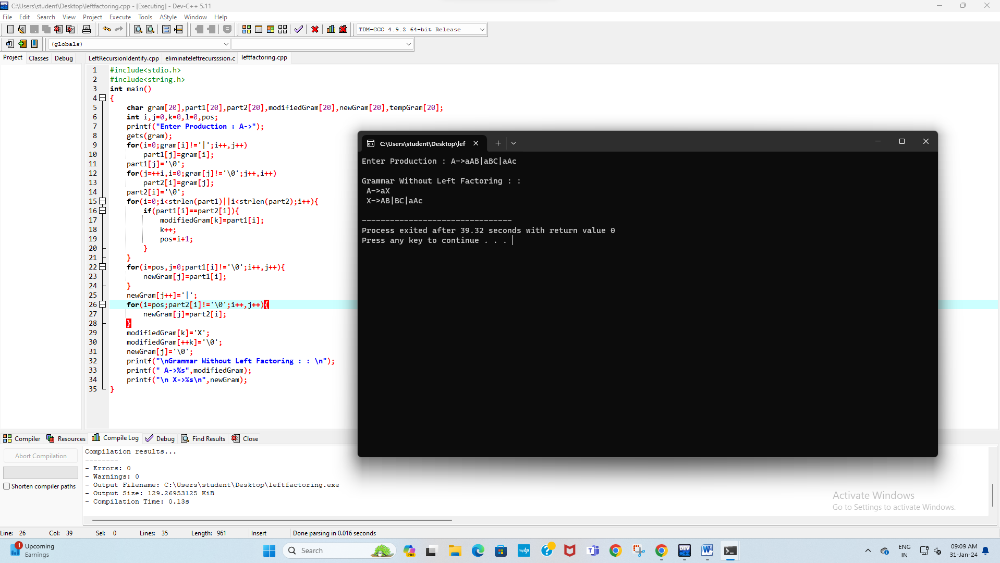 C:\Users\student\Desktop\leftfactoring.cpp - [Executing] - Dev-C++ 5.11
File Edit Search View Project Execute Tools AStyle Window Help
TDM-GCC 4.9.2 64-bit Release
(globals)
Project Classes Debug LeftRecursionIdentify.cpp eliminateleftrecurssion.c leftfactoring.cpp
1 #include<stdio.h>
2 #include<string.h>
3 int main()
4 {
5 char gram[20],part1[20],part2[20],modifiedGram[20],newGram[20],tempGram[20];
6 int i,j=0,k=0,l=0,pos;
7 printf("Enter Production : A->");
8 gets(gram);
9 for(i=0;gram[i]!='|';i++,j++)
10 part1[j]=gram[i];
11 part1[j]='\0';
12 for(j=++i,i=0;gram[j]!='\0';j++,i++)
13 part2[i]=gram[j];
14 part2[i]='\0';
15 for(i=0;i<strlen(part1)||i<strlen(part2);i++){
16 if(part1[i]==part2[i]){
17 modifiedGram[k]=part1[i];
18 k++;
19 pos=i+1;
20 }
21 }
22 for(i=pos,j=0;part1[i]!='\0';i++,j++){
23 newGram[j]=part1[i];
24 }
25 newGram[j++]='|';
26 for(i=pos;part2[i]!='\0';i++,j++){
27 newGram[j]=part2[i];
28 }
29 modifiedGram[k]='X';
30 modifiedGram[++k]='\0';
31 newGram[j]='\0';
32 printf("\nGrammar Without Left Factoring : : \n");
33 printf(" A->%s",modifiedGram);
34 printf("\n X->%s\n",newGram);
35 }
C:\Users\student\Desktop\lef
Enter Production : A->aAB|aBC|aAc
Grammar Without Left Factoring : :
A->aX
X->AB|BC|aAc
--------------------------------
Process exited after 39.32 seconds with return value 0
Press any key to continue . . .
Compiler Resources Compile Log Debug Find Results Close
Abort Compilation
Shorten compiler paths
Compilation results...
--------
- Errors: 0
- Warnings: 0
- Output Filename: C:\Users\student\Desktop\leftfactoring.exe
- Output Size: 129.26953125 KiB
- Compilation Time: 0.13s
Activate Windows
Go to Settings to activate Windows.
Line: 26 Col: 39 Sel: 0 Lines: 35 Length: 961 Insert Done parsing in 0.016 seconds
1
Upcoming
Earnings
Search
PRE
myhp
DEV
ENG
IN
09:09 AM
31-Jan-24